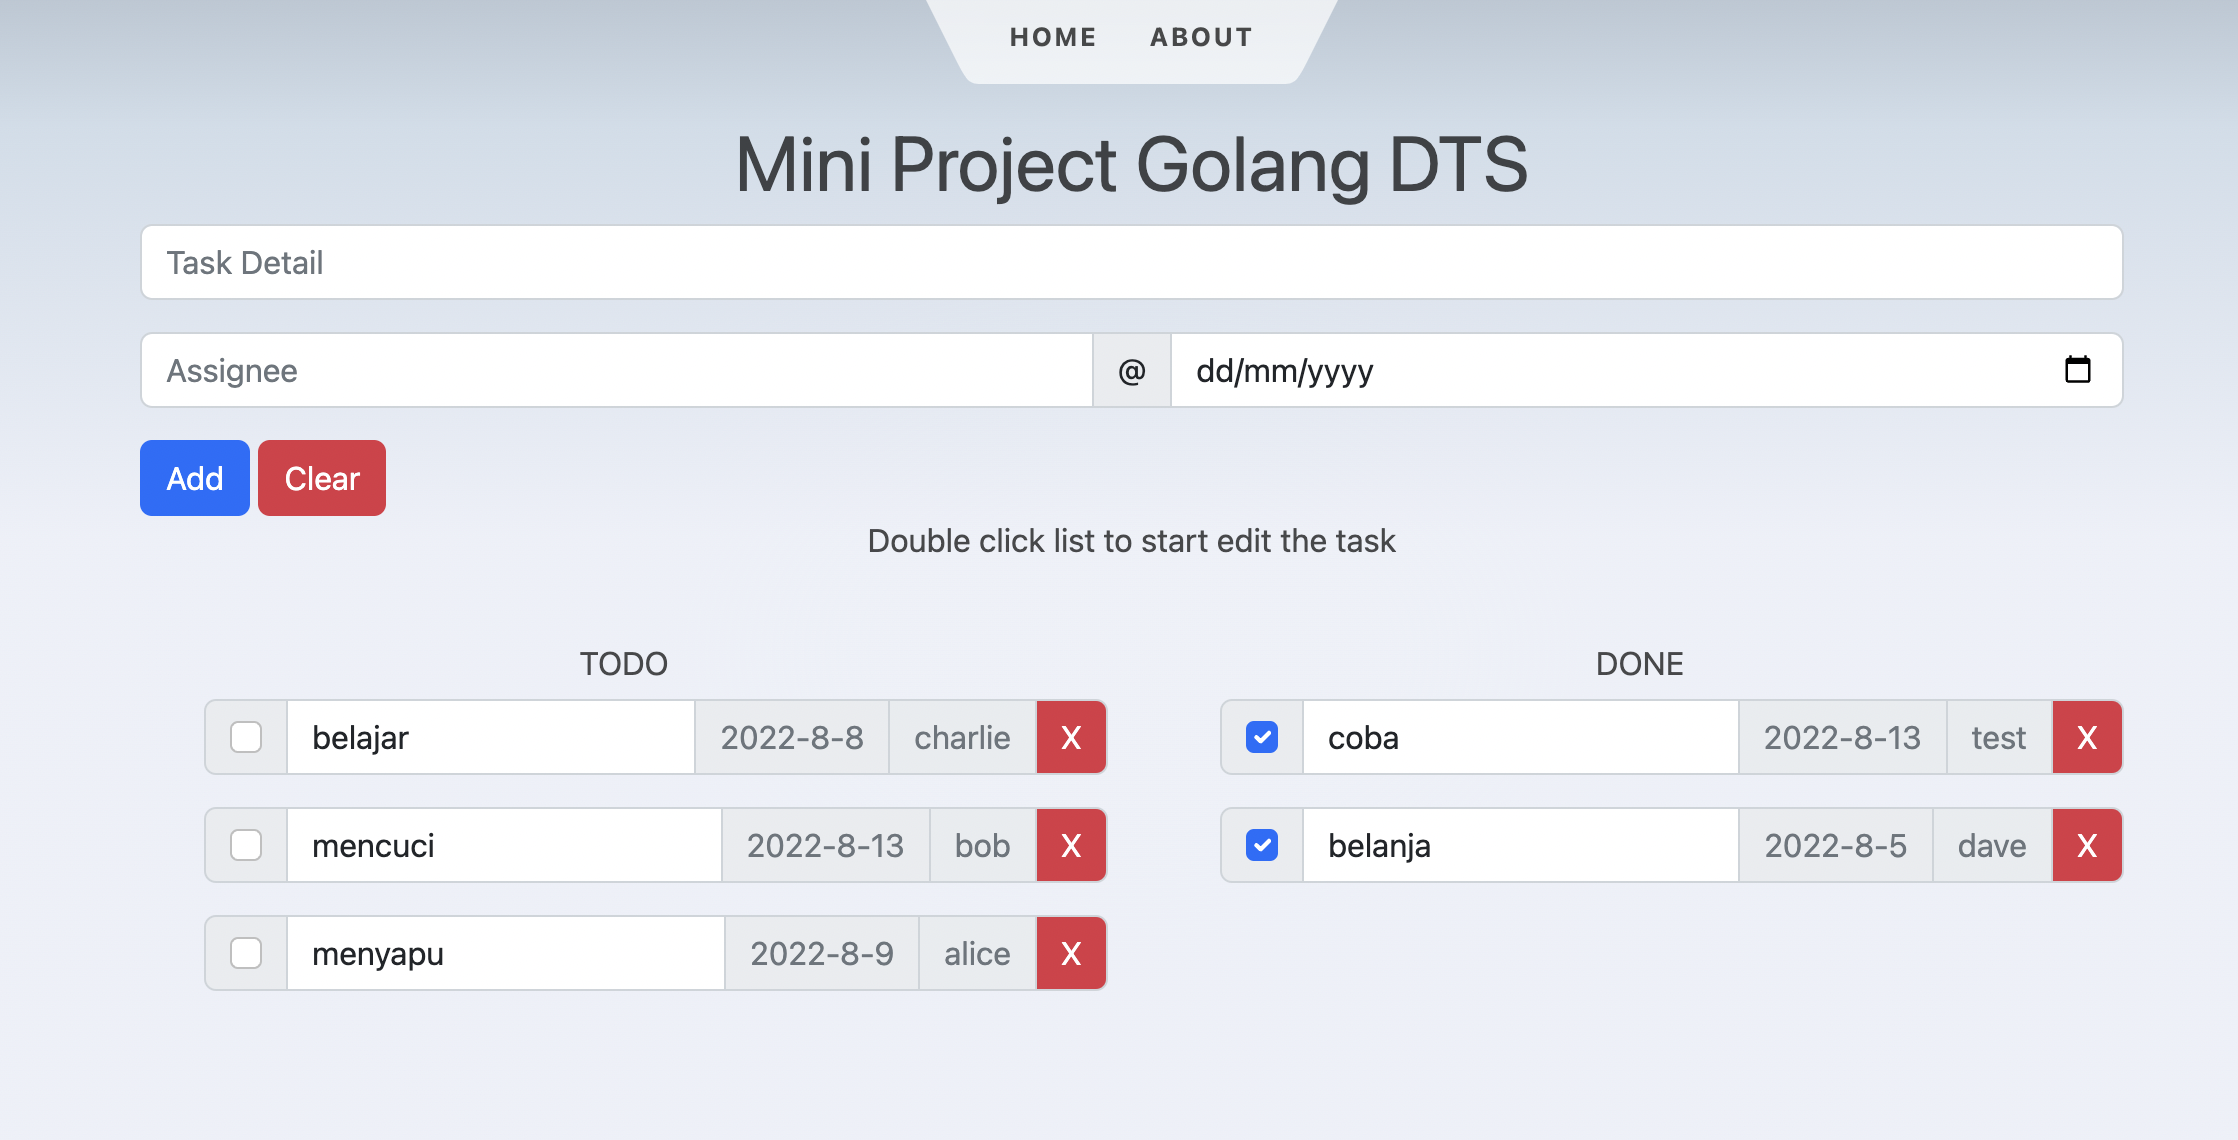 HOME ABOUT
Mini Project Golang DTS
Task Detail
Assignee @ dd/mm/yyyy
Add Clear
Double click list to start edit the task
TODO
belajar 2022-8-8 charlie X
mencuci 2022-8-13 bob X
menyapu 2022-8-9 alice X
DONE
coba 2022-8-13 test X
belanja 2022-8-5 dave X